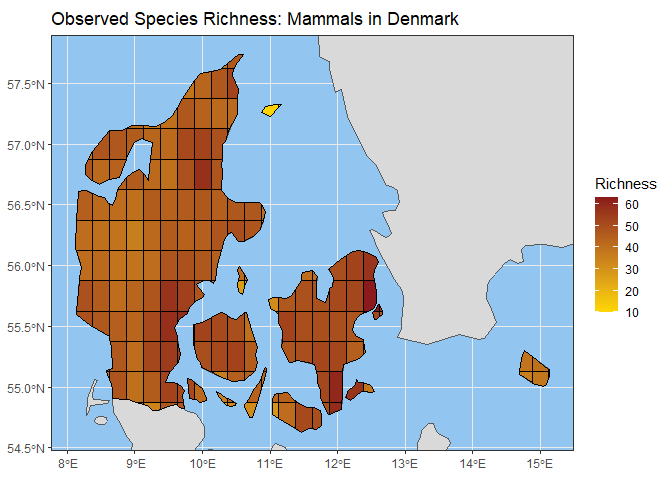 Observed Species Richness: Mammals in Denmark
57.5°N
57.0°N
56.5°N
56.0°N
55.5°N
55.0°N
54.5°N
8°E 9°E 10°E 11°E 12°E 13°E 14°E 15°E
Richness
60
50
40
30
20
10